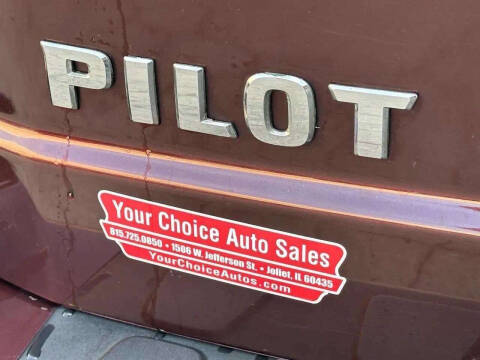 PILOT
Your Choice Auto Sales
815.725.0850 • 1506 W. Jefferson St. • Joliet, IL 60435
YourChoiceAutos.com